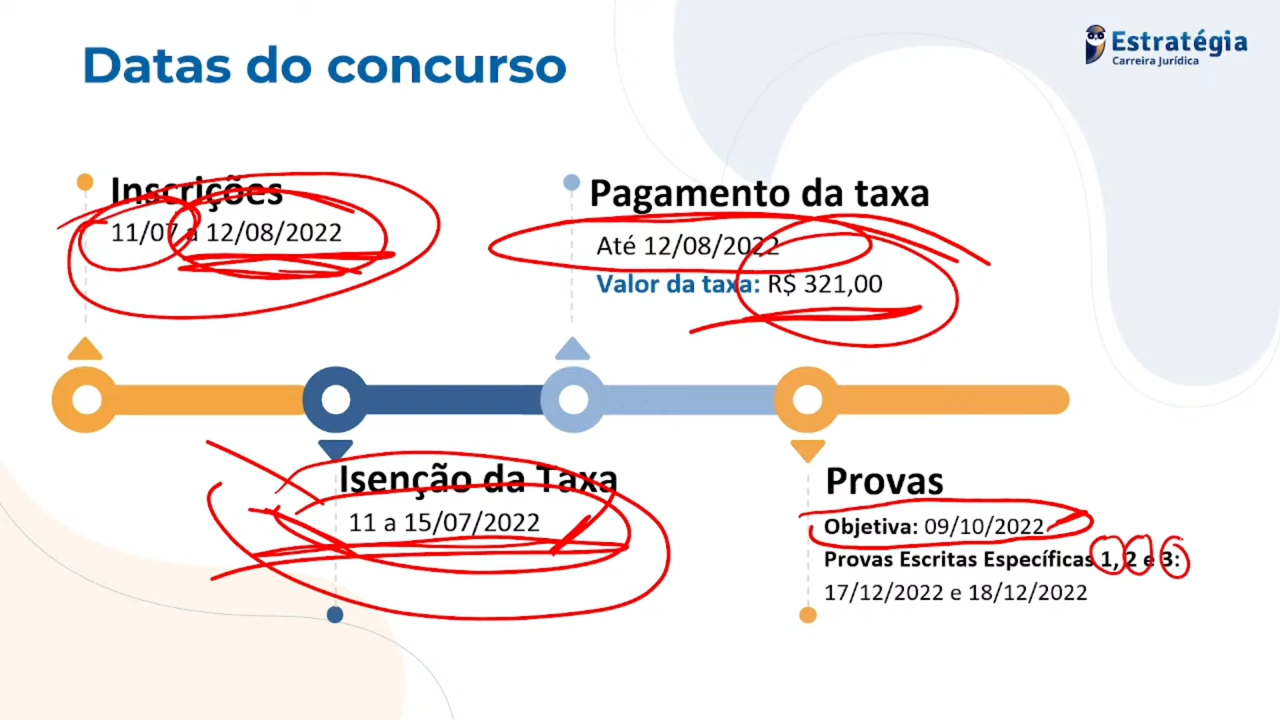 Datas do concurso
Estratégia
Carreira Jurídica
Inscrições
11/07 a 12/08/2022
Pagamento da taxa
Até 12/08/2022
Valor da taxa: R$ 321,00
Isenção da Taxa
11 a 15/07/2022
Provas
Objetiva: 09/10/2022
Provas Escritas Específicas 1, 2 e 3:
17/12/2022 e 18/12/2022